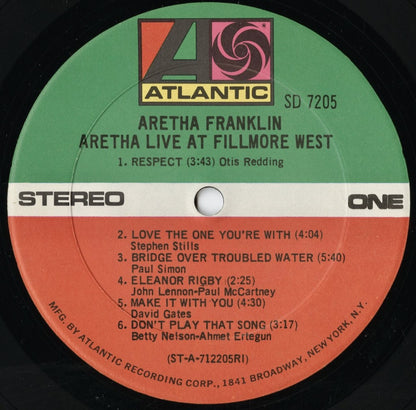 ATLANTIC
SD 7205
ARETHA FRANKLIN
ARETHA LIVE AT FILLMORE WEST
1. RESPECT (3:43) Otis Redding
STEREO
ONE
2. LOVE THE ONE YOU'RE WITH (4:04)
Stephen Stills
3. BRIDGE OVER TROUBLED WATER (5:40)
Paul Simon
4. ELEANOR RIGBY (2:25)
John Lennon-Paul McCartney
5. MAKE IT WITH YOU (4:30)
David Gates
6. DON'T PLAY THAT SONG (3:17)
Betty Nelson-Ahmet Ertegun
(ST-A-712205RI)
MFG. BY ATLANTIC RECORDING CORP., 1841 BROADWAY, NEW YORK, N.Y.